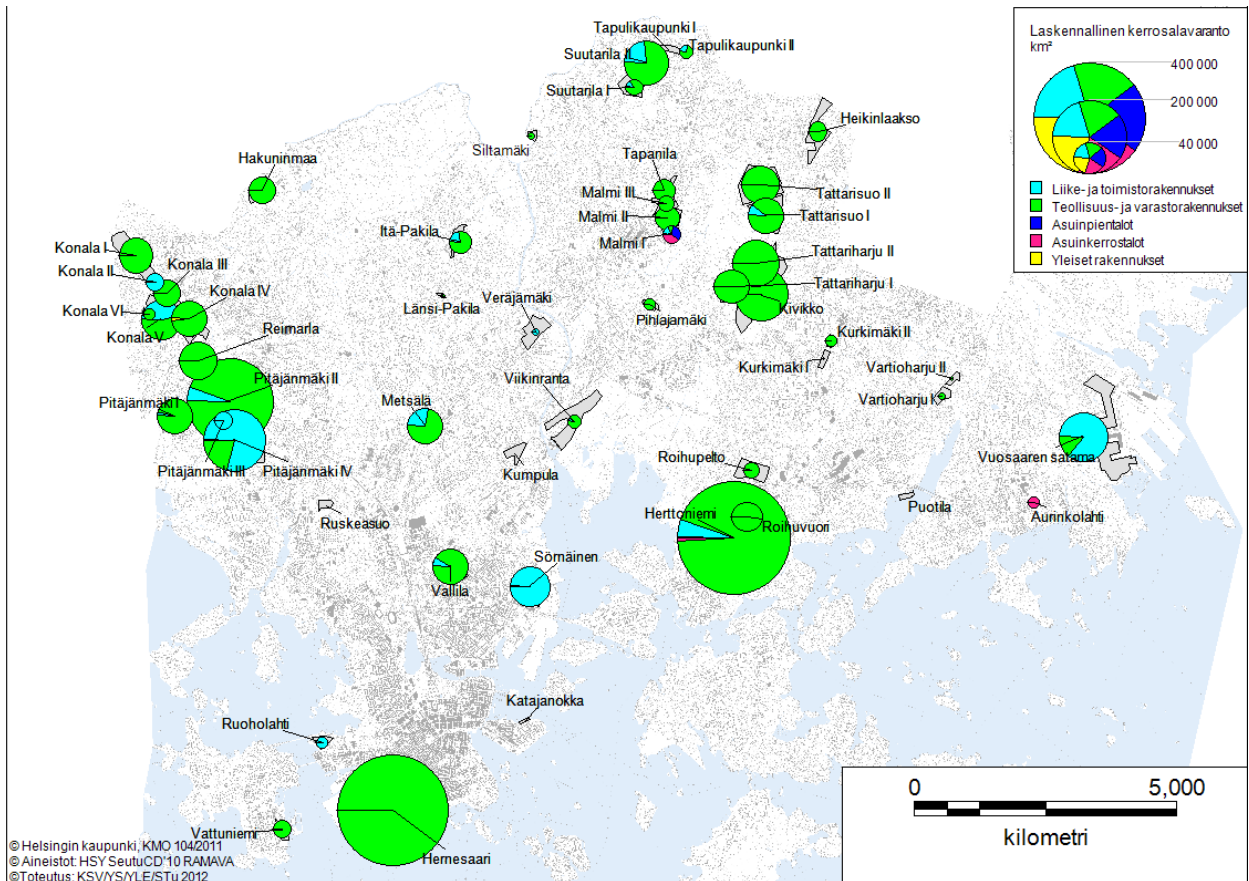 Tapulikaupunki I
Tapulikaupunki II
Suutarila II
Suutarila I
Siltamäki
Heikinlaakso
Hakuninmaa
Tapanila
Malmi III
Malmi II
Malmi I
Tattarisuo II
Tattarisuo I
Itä-Pakila
Konala I
Konala II
Konala III
Konala IV
Konala VI
Konala V
Reimarla
Länsi-Pakila
Veräjämäki
Tattariharju II
Tattariharju I
Kivikko
Pihlajamäki
Kurkimäki II
Kurkimäki I
Vartioharju II
Vartioharju I
Pitäjänmäki II
Pitäjänmäki I
Pitäjänmäki III
Pitäjänmäki IV
Metsälä
Viikinranta
Kumpula
Roihupelto
Vuosaaren satama
Ruskeasuo
Herttoniemi
Roihuvuori
Puotila
Aurinkolahti
Vallila
Sörnäinen
Katajanokka
Ruoholahti
Vattuniemi
Hernesaari
Laskennallinen kerrosalavaranto
km²
400 000
200 000
40 000
Liike- ja toimistorakennukset
Teollisuus- ja varastorakennukset
Asuinpientalot
Asuinkerrostalot
Yleiset rakennukset
0
5,000
kilometri
© Helsingin kaupunki, KMO 104/2011
© Aineistot: HSY SeutuCD'10 RAMAVA
©Toteutus: KSV/YS/YLE/STu 2012